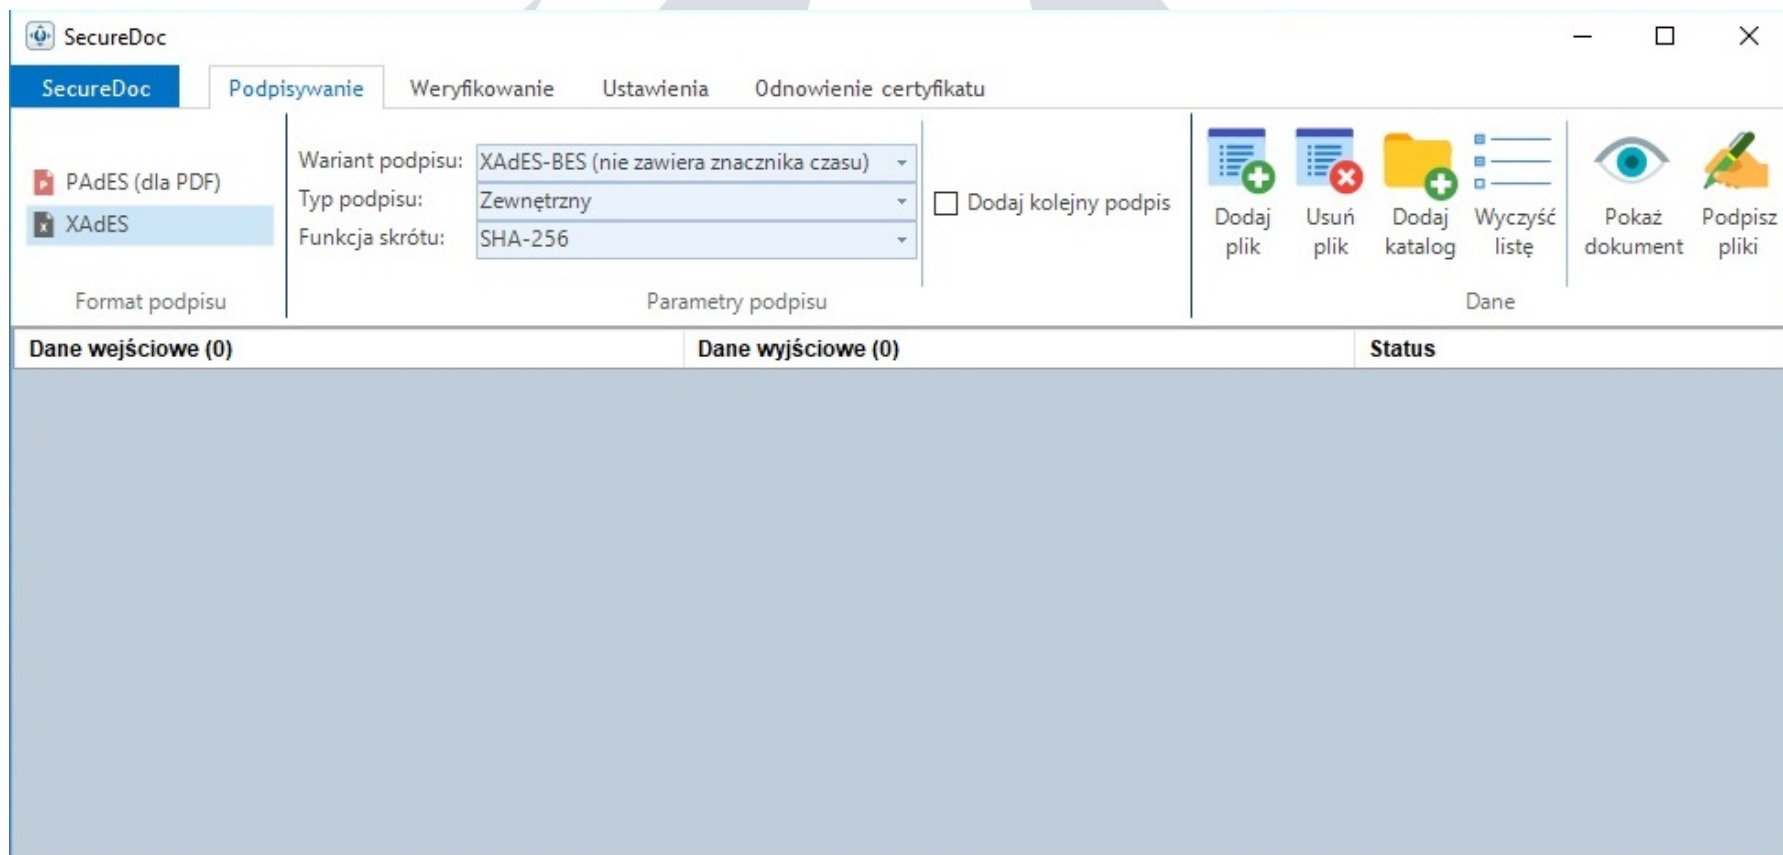 SecureDoc
SecureDoc Podpisywanie Weryfikowanie Ustawienia Odnowienie certyfikatu
PAdES (dla PDF)
XAdES
Format podpisu
Wariant podpisu: XAdES-BES (nie zawiera znacznika czasu)
Typ podpisu: Zewnętrzny
Funkcja skrótu: SHA-256
Dodaj kolejny podpis
Parametry podpisu
Dodaj plik
Usuń plik
Dodaj katalog
Wyczyść listę
Pokaż dokument
Podpisz pliki
Dane
Dane wejściowe (0) Dane wyjściowe (0) Status